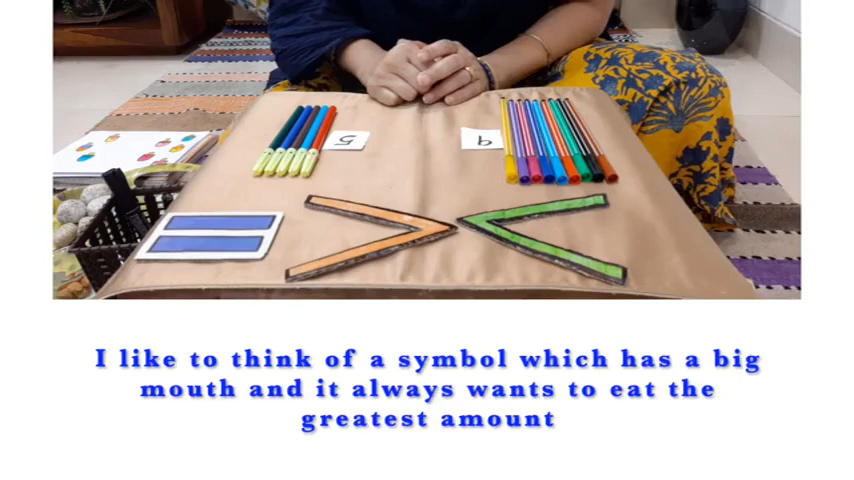 5 9
= > <
I like to think of a symbol which has a big
mouth and it always wants to eat the
greatest amount